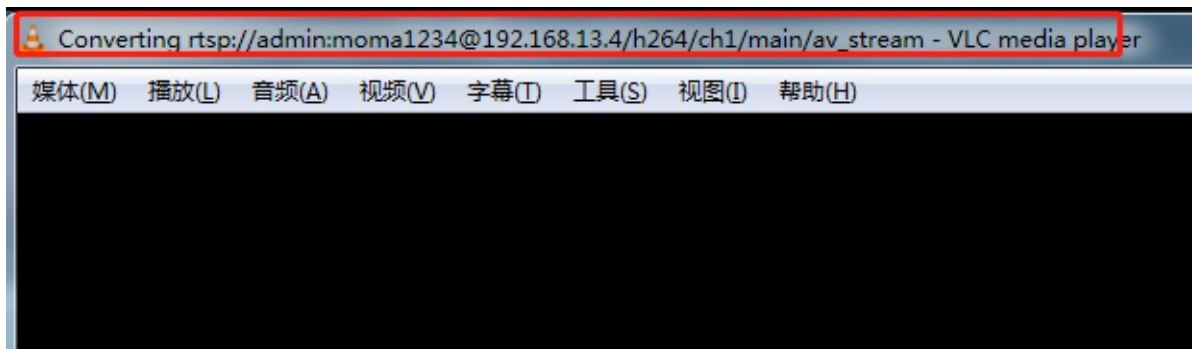 Converting rtsp://admin:moma1234@192.168.13.4/h264/ch1/main/av_stream - VLC media player
媒体(M) 播放(L) 音频(A) 视频(V) 字幕(T) 工具(S) 视图(I) 帮助(H)